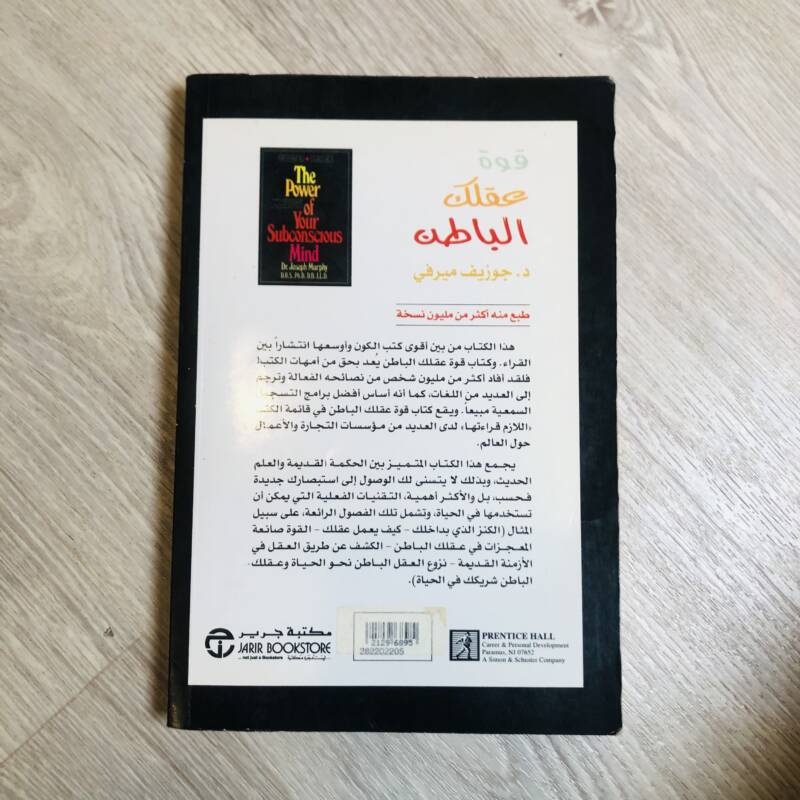 قوة
عقلك
الباطن
د. جوزيف ميرفي
The
Power
of
Your
Subconscious
Mind
Dr. Joseph Murphy
D.R.S., Ph.D., D.D., LL.D.
طبع منه أكثر من مليون نسخة
هذا الكتاب من بين أقوى كتب الكون وأوسعها انتشاراً بين
القراء. وكتاب قوة عقلك الباطن يُعد بحق من أمهات الكتب!
فلقد أفاد أكثر من مليون شخص من نصائحه الفعالة وترجم
إلى العديد من اللغات، كما أنه أساس أفضل برامج التسجيل
السمعية مبيعاً. ويقع كتاب قوة عقلك الباطن في قائمة الكتب
«اللازم قراءتها» لدى العديد من مؤسسات التجارة والأعمال
حول العالم.
يجمع هذا الكتاب المتميز بين الحكمة القديمة والعلم
الحديث، وبذلك لا يتسنى لك الوصول إلى استبصارك جديدة
فحسب، بل والأكثر أهمية، التقنيات الفعلية التي يمكن أن
تستخدمها في الحياة، وتشمل تلك الفصول الرائعة، على سبيل
المثال (الكنز الذي بداخلك - كيف يعمل عقلك - القوة صانعة
المعجزات في عقلك الباطن - الكشف عن طريق العقل في
الأزمنة القديمة - نزوع العقل الباطن نحو الحياة وعقلك
الباطن شريكك في الحياة).
مكتبة جرير
JARIR BOOKSTORE
... not just a Bookstore
21296895
282202205
PRENTICE HALL
Career & Personal Development
Paramus, NJ 07652
A Simon & Schuster Company